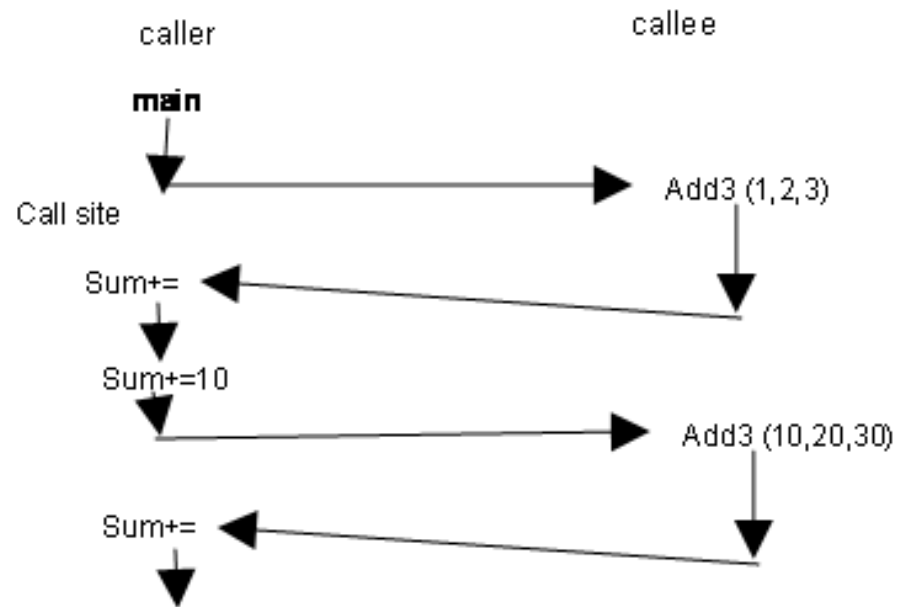 caller
callee
main
Add3 (1,2,3)
Call site
Sum+=
Sum+=10
Add3 (10,20,30)
Sum+=